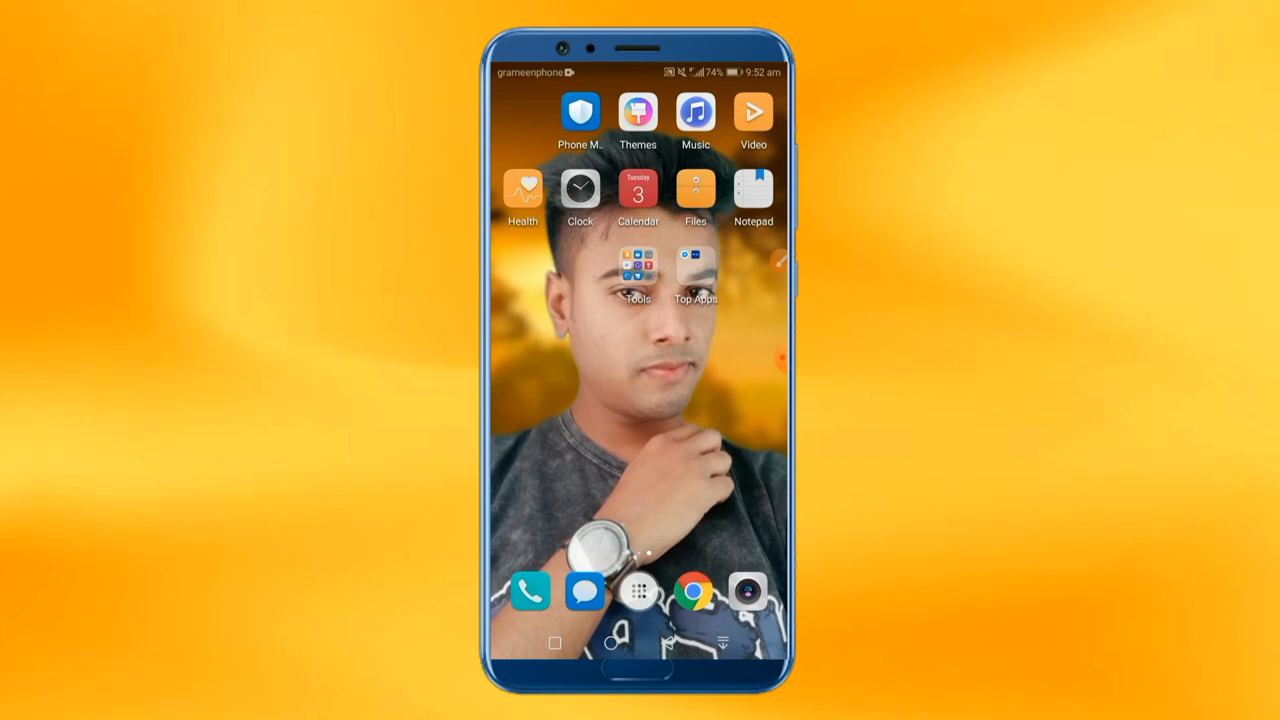 grameenphone 74% 9:52 am
Phone M.. Themes Music Video
Tuesday
3
Health Clock Calendar Files Notepad
Tools Top Apps